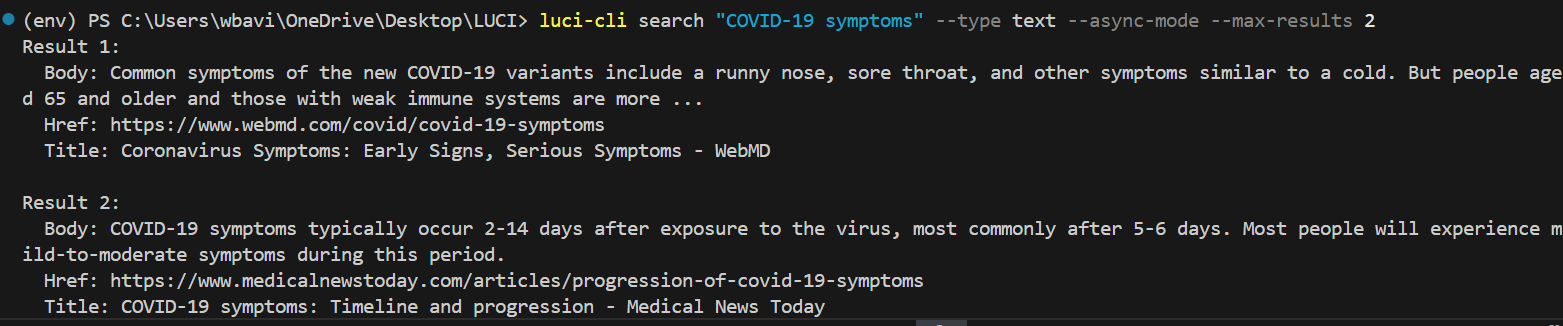 (env) PS C:\Users\wbavi\OneDrive\Desktop\LUCI> luci-cli search "COVID-19 symptoms" --type text --async-mode --max-results 2
Result 1:
  Body: Common symptoms of the new COVID-19 variants include a runny nose, sore throat, and other symptoms similar to a cold. But people age
d 65 and older and those with weak immune systems are more ...
  Href: https://www.webmd.com/covid/covid-19-symptoms
  Title: Coronavirus Symptoms: Early Signs, Serious Symptoms - WebMD

Result 2:
  Body: COVID-19 symptoms typically occur 2-14 days after exposure to the virus, most commonly after 5-6 days. Most people will experience m
ild-to-moderate symptoms during this period.
  Href: https://www.medicalnewstoday.com/articles/progression-of-covid-19-symptoms
  Title: COVID-19 symptoms: Timeline and progression - Medical News Today